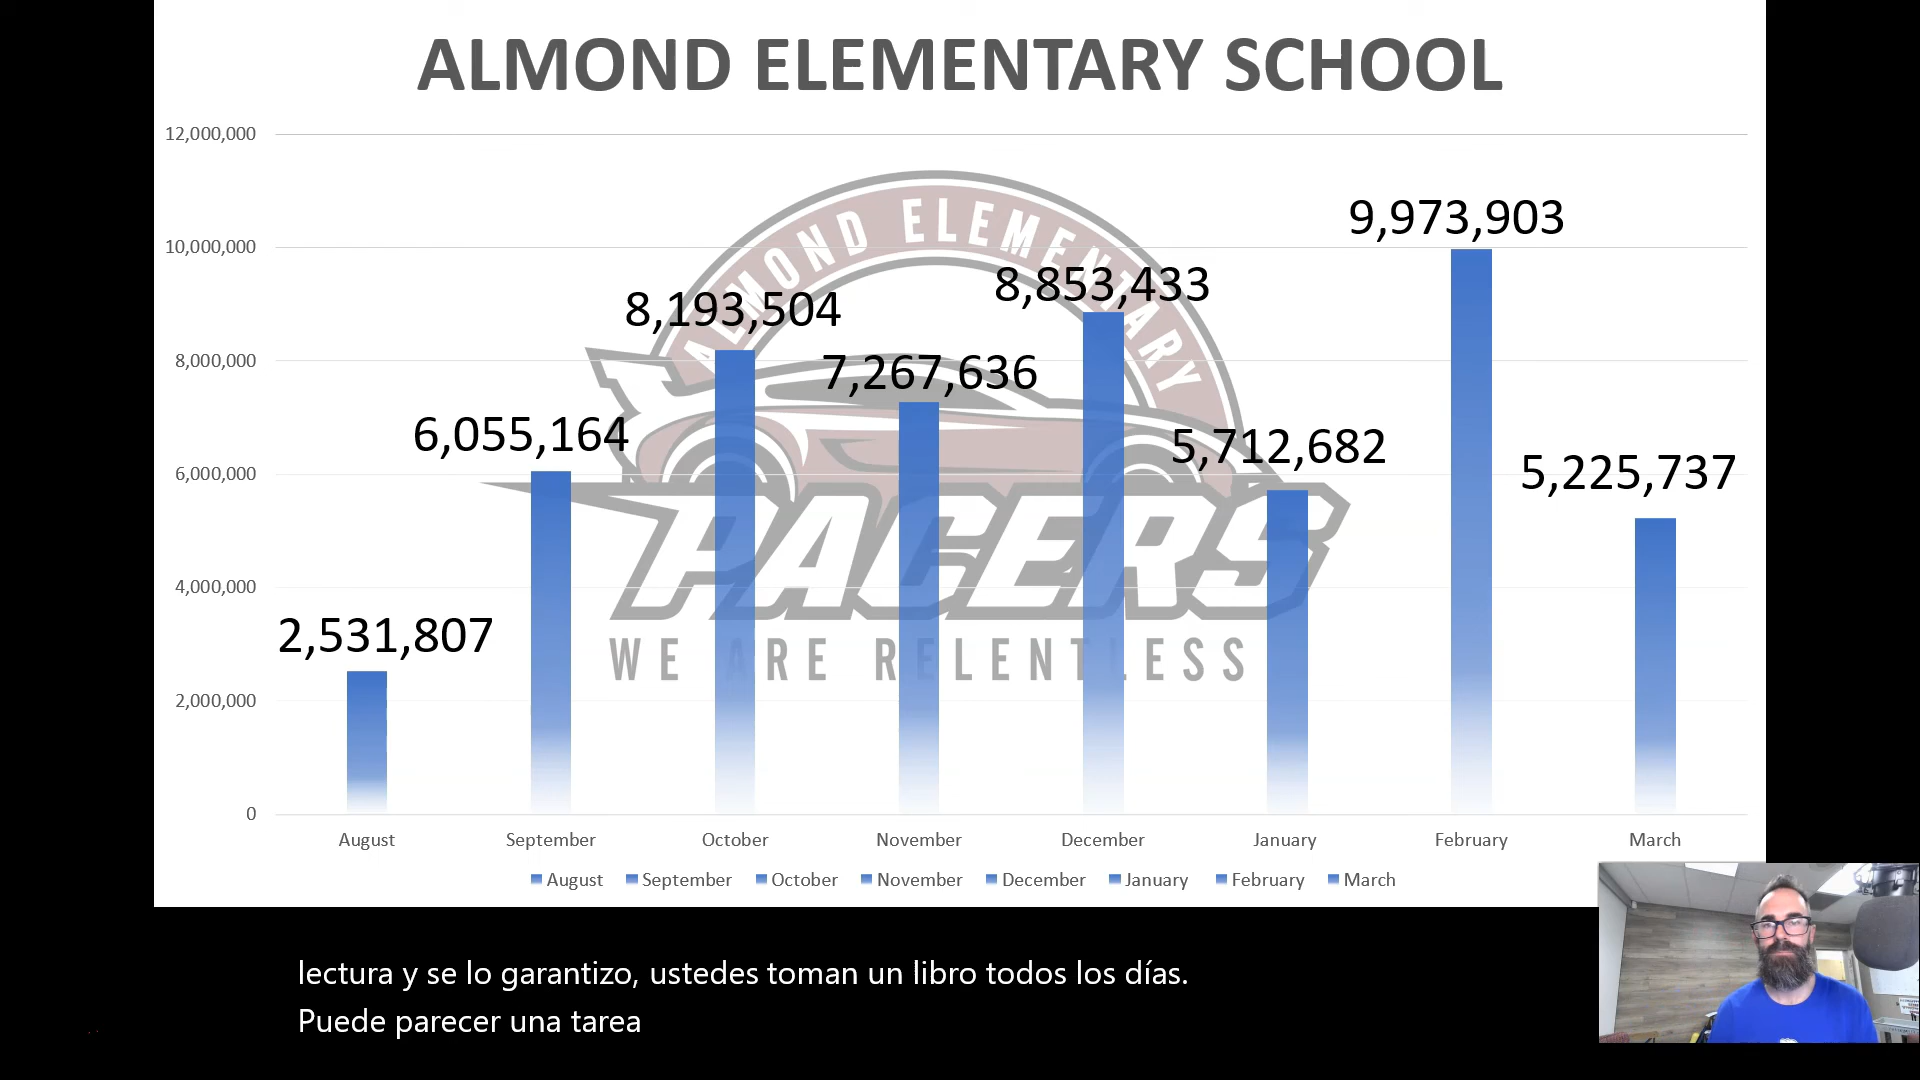 ALMOND ELEMENTARY SCHOOL
12,000,000
10,000,000
8,000,000
6,000,000
4,000,000
2,000,000
0
2,531,807
6,055,164
8,193,504
7,267,636
8,853,433
5,712,682
9,973,903
5,225,737
ALMOND ELEMENTARY
PACERS
WE ARE RELENTLESS
August September October November December January February March
August September October November December January February March
lectura y se lo garantizo, ustedes toman un libro todos los días.
Puede parecer una tarea